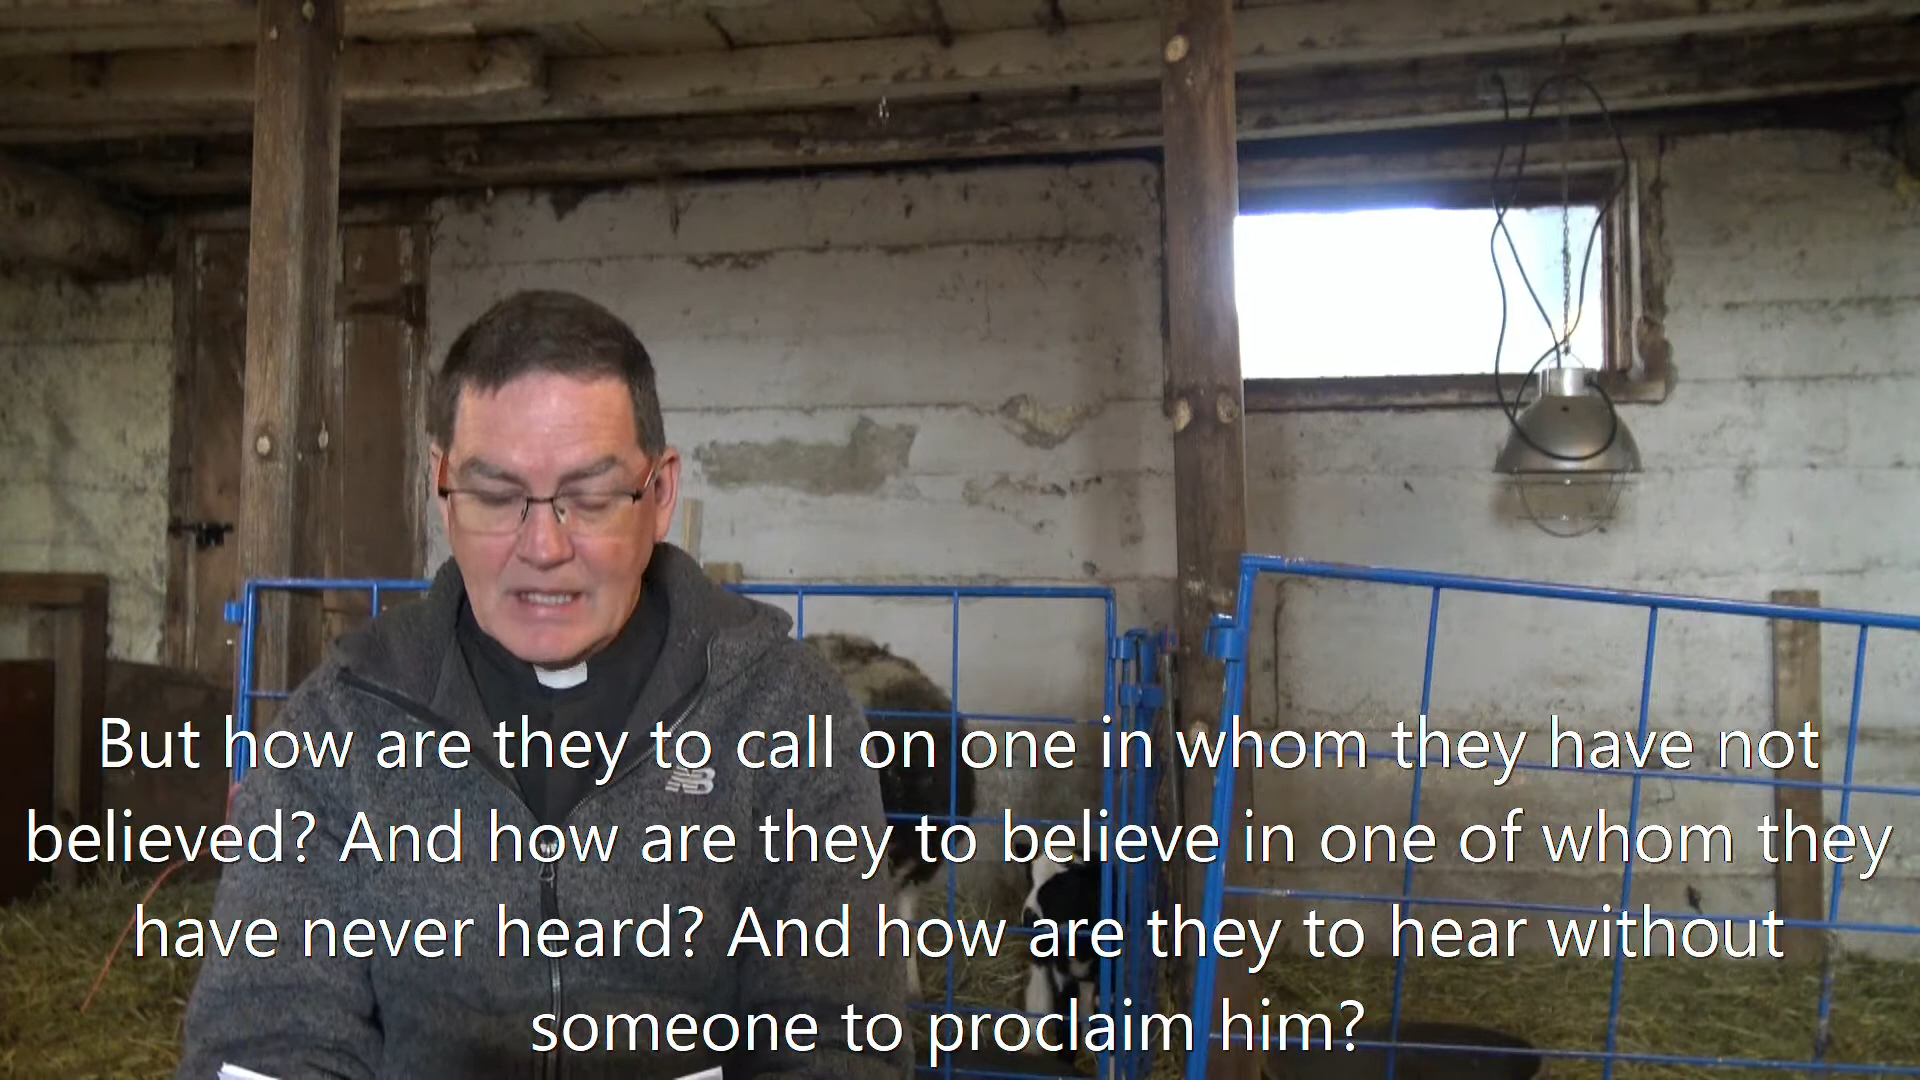 But how are they to call on one in whom they have not
believed? And how are they to believe in one of whom they
have never heard? And how are they to hear without
someone to proclaim him?
NB